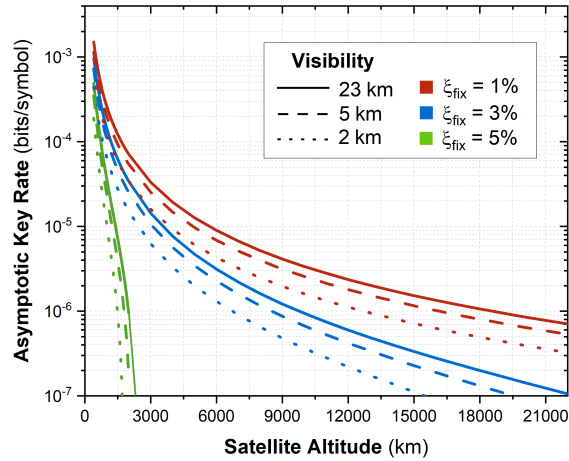 Asymptotic Key Rate (bits/symbol)
10⁻³
10⁻⁴
10⁻⁵
10⁻⁶
10⁻⁷
Visibility
23 km
5 km
2 km
ξfix = 1%
ξfix = 3%
ξfix = 5%
0 3000 6000 9000 12000 15000 18000 21000
Satellite Altitude (km)